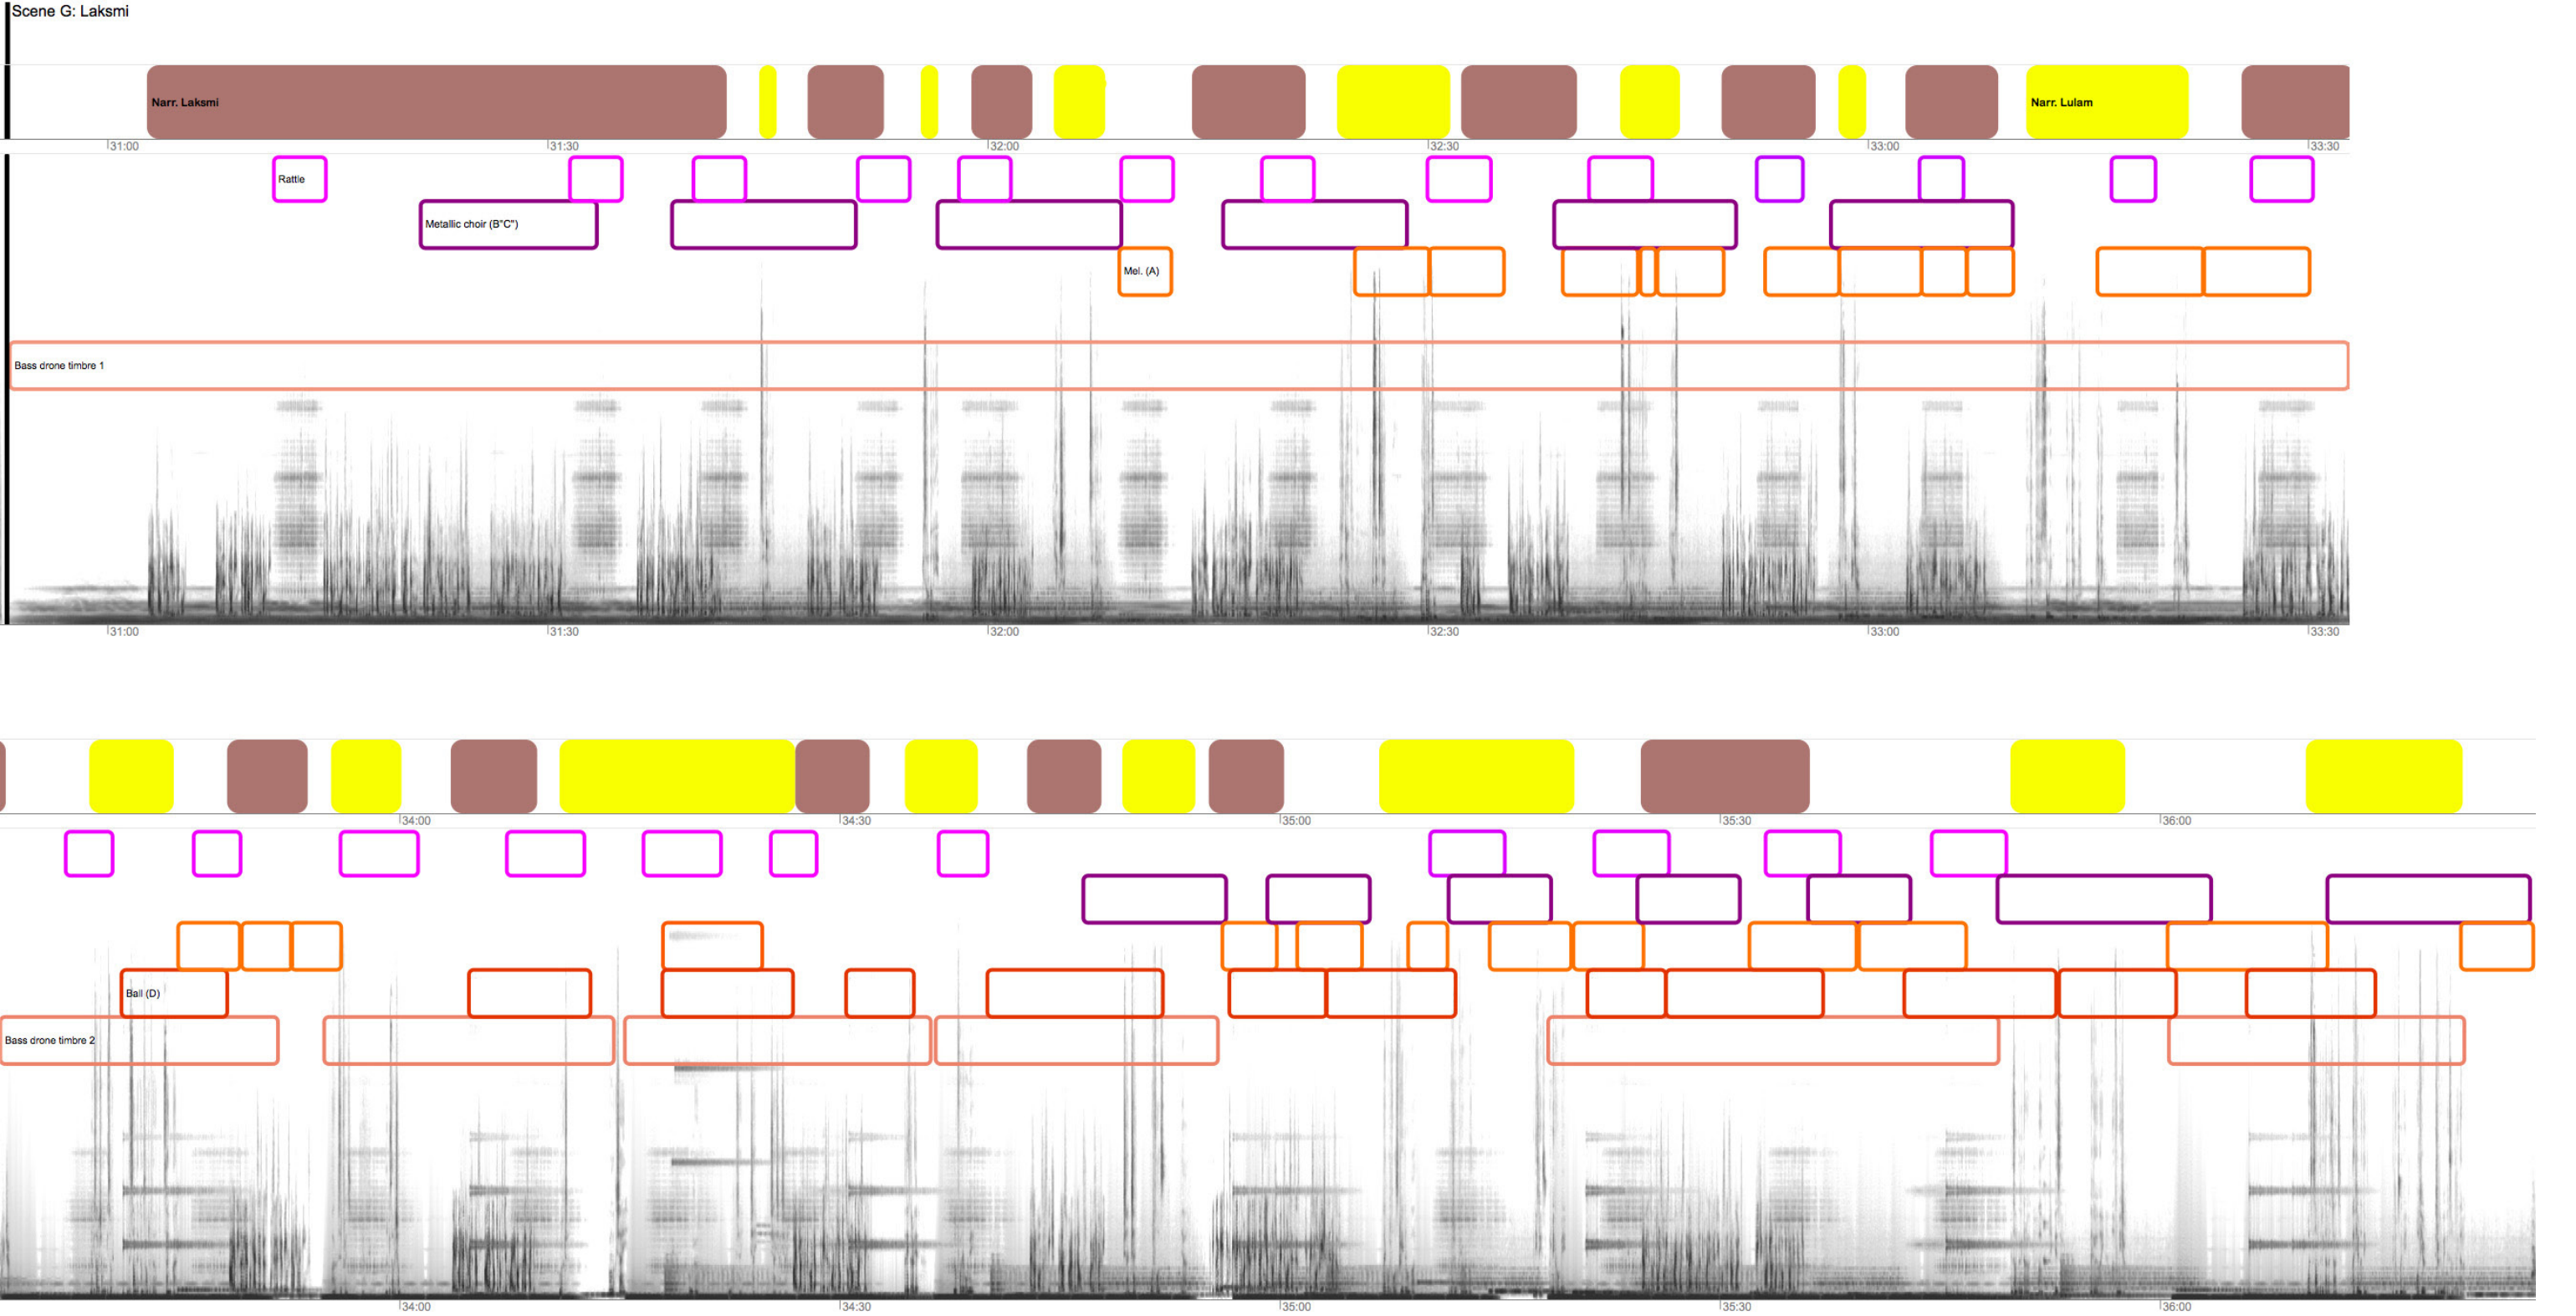 Scene G: Laksmi
Narr. Laksmi
Narr. Lulam
31:00 31:30 32:00 32:30 33:00 33:30
Rattle
Metallic choir (B"C")
Mel. (A)
Bass drone timbre 1
31:00 31:30 32:00 32:30 33:00 33:30
34:00 34:30 35:00 35:30 36:00
Ball (D)
Bass drone timbre 2
34:00 34:30 35:00 35:30 36:00